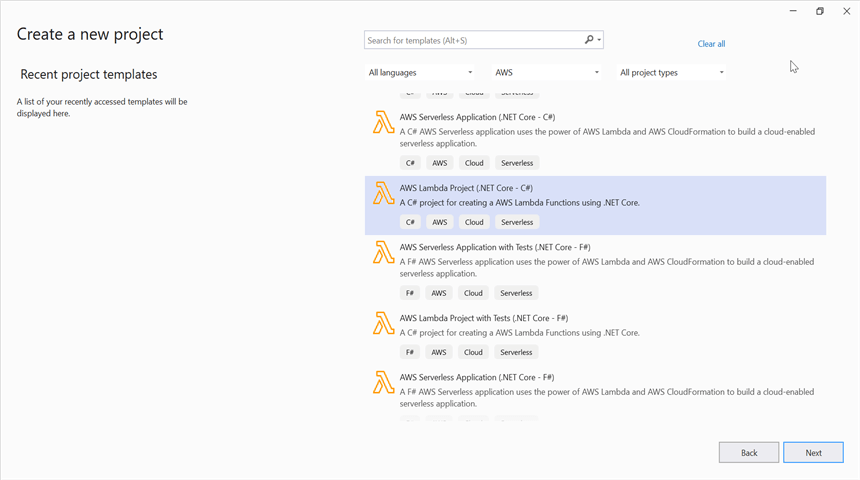 Create a new project
Recent project templates
A list of your recently accessed templates will be
displayed here.
Search for templates (Alt+S)
Clear all
All languages
AWS
All project types
C#
AWS
Cloud
Serverless
AWS Serverless Application (.NET Core - C#)
A C# AWS Serverless application uses the power of AWS Lambda and AWS CloudFormation to build a cloud-enabled
serverless application.
C#
AWS
Cloud
Serverless
AWS Lambda Project (.NET Core - C#)
A C# project for creating a AWS Lambda Functions using .NET Core.
C#
AWS
Cloud
Serverless
AWS Serverless Application with Tests (.NET Core - F#)
A F# AWS Serverless application uses the power of AWS Lambda and AWS CloudFormation to build a cloud-enabled
serverless application.
F#
AWS
Cloud
Serverless
AWS Lambda Project with Tests (.NET Core - F#)
A C# project for creating a AWS Lambda Functions using .NET Core.
F#
AWS
Cloud
Serverless
AWS Serverless Application (.NET Core - F#)
A F# AWS Serverless application uses the power of AWS Lambda and AWS CloudFormation to build a cloud-enabled
serverless application.
Back
Next